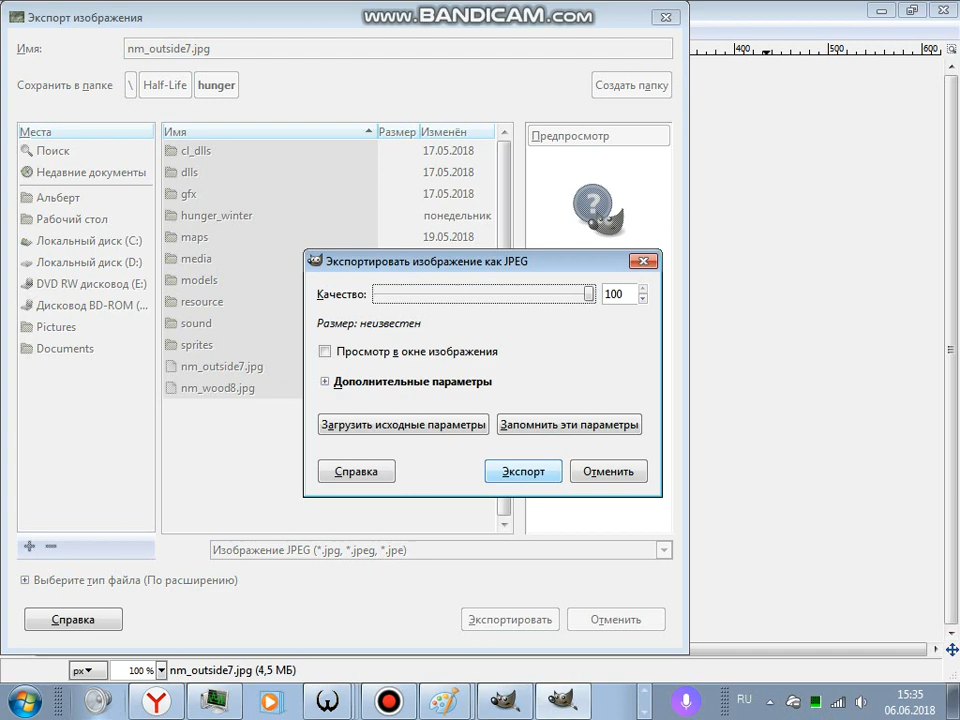 Экспорт изображения
www.BANDICAM.com
Имя:
nm_outside7.jpg
Сохранить в папке
\
Half-Life
hunger
Создать папку
400
500
600
Места
Поиск
Недавние документы
Альберт
Рабочий стол
Локальный диск (C:)
Локальный диск (D:)
DVD RW дисковод (E:)
Дисковод BD-ROM (...
Pictures
Documents
Имя
Размер
Изменён
cl_dlls
17.05.2018
dlls
17.05.2018
gfx
17.05.2018
hunger_winter
понедельник
maps
19.05.2018
media
models
resource
sound
sprites
nm_outside7.jpg
nm_wood8.jpg
Предпросмотр
?
Экспортировать изображение как JPEG
Качество:
100
Размер: неизвестен
Просмотр в окне изображения
Дополнительные параметры
Загрузить исходные параметры
Запомнить эти параметры
Справка
Экспорт
Отменить
Изображение JPEG (*.jpg, *.jpeg, *.jpe)
Выберите тип файла (По расширению)
Справка
Экспортировать
Отменить
px
100 %
nm_outside7.jpg (4,5 МБ)
RU
15:35
06.06.2018